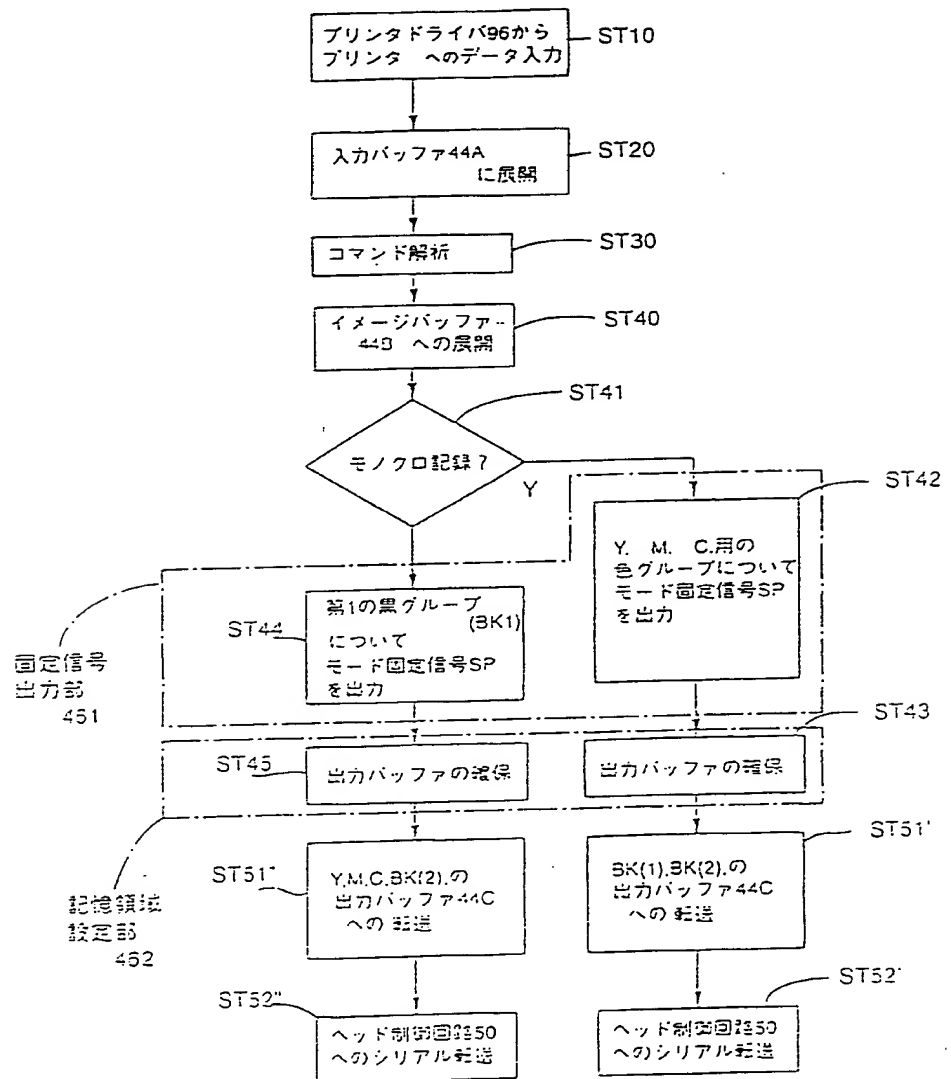 プリンタドライバ96から
プリンタ へのデータ入力
ST10
入力バッファ44A
に展開
ST20
コマンド解析
ST30
イメージバッファ
44B への展開
ST40
ST41
モノクロ記録?
Y
ST42
Y. M. C.用の
色グループについて
モード固定信号SP
を出力
ST44
第1の黒グループ
(BK1)
について
モード固定信号SP
を出力
固定信号
出力部
461
ST43
ST45
出力バッファの確保
出力バッファの確保
記憶領域
設定部
462
ST51"
Y.M.C.BK(2).の
出力バッファ44C
への 転送
ST51'
BK(1).BK(2).の
出力バッファ44C
への 転送
ST52"
ヘッド制御回路50
へのシリアル転送
ST52'
ヘッド制御回路50
へのシリアル転送